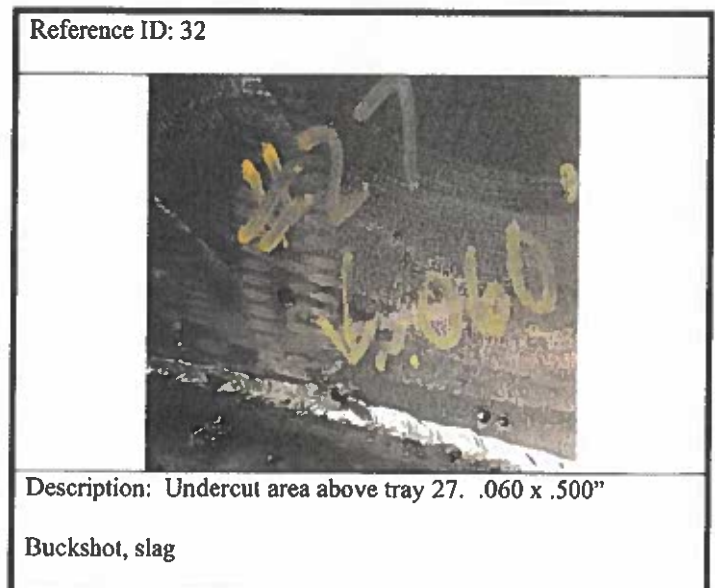 Reference ID: 32
#27
.060
Description: Undercut area above tray 27. .060 x .500”
Buckshot, slag